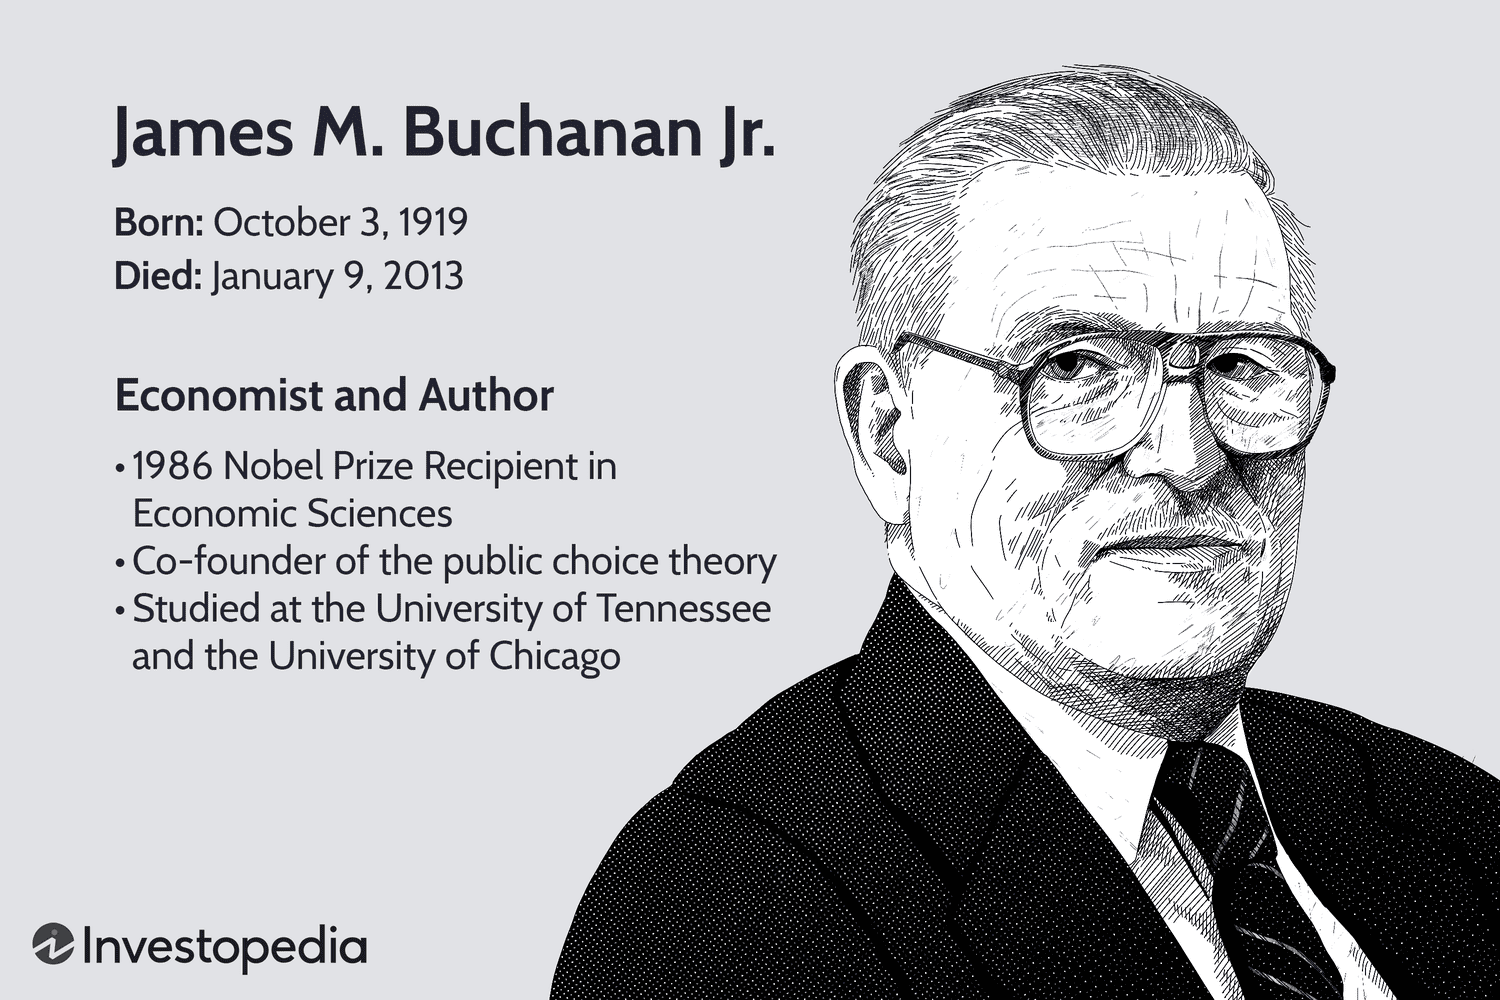 James M. Buchanan Jr.
Born: October 3, 1919
Died: January 9, 2013
Economist and Author
• 1986 Nobel Prize Recipient in
Economic Sciences
• Co-founder of the public choice theory
• Studied at the University of Tennessee
and the University of Chicago
Investopedia